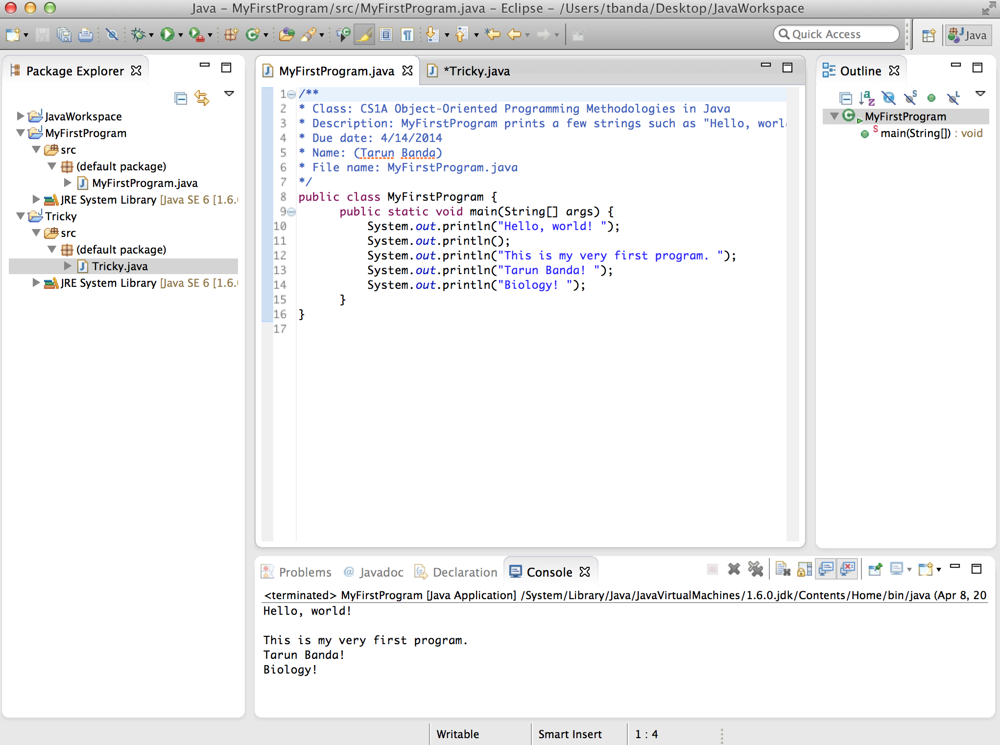 Java – MyFirstProgram/src/MyFirstProgram.java – Eclipse – /Users/tbanda/Desktop/JavaWorkspace
Quick Access
Java
Package Explorer
JavaWorkspace
MyFirstProgram
src
(default package)
MyFirstProgram.java
JRE System Library [Java SE 6 [1.6.
Tricky
src
(default package)
Tricky.java
JRE System Library [Java SE 6 [1.6.
MyFirstProgram.java
*Tricky.java
1 /**
2 * Class: CS1A Object-Oriented Programming Methodologies in Java
3 * Description: MyFirstProgram prints a few strings such as "Hello, worl
4 * Due date: 4/14/2014
5 * Name: (Tarun Banda)
6 * File name: MyFirstProgram.java
7 */
8 public class MyFirstProgram {
9 public static void main(String[] args) {
10 System.out.println("Hello, world! ");
11 System.out.println();
12 System.out.println("This is my very first program. ");
13 System.out.println("Tarun Banda! ");
14 System.out.println("Biology! ");
15 }
16 }
17
Outline
MyFirstProgram
main(String[]) : void
Problems
@ Javadoc
Declaration
Console
<terminated> MyFirstProgram [Java Application] /System/Library/Java/JavaVirtualMachines/1.6.0.jdk/Contents/Home/bin/java (Apr 8, 20
Hello, world!
This is my very first program.
Tarun Banda!
Biology!
Writable
Smart Insert
1 : 4